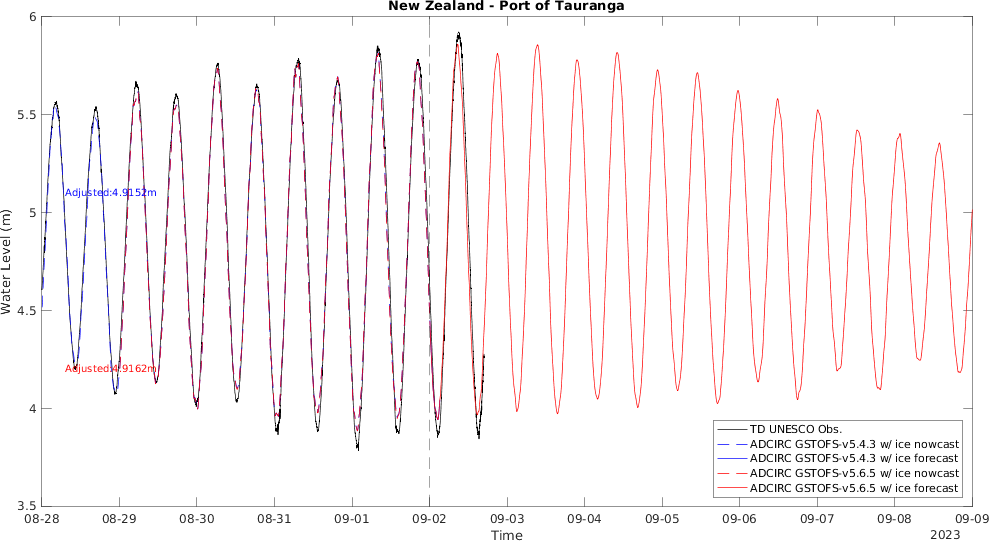 New Zealand - Port of Tauranga
6
5.5
5
4.5
4
3.5
Water Level (m)
Adjusted:4.9152m
Adjusted:4.9162m
TD UNESCO Obs.
ADCIRC GSTOFS-v5.4.3 w/ ice nowcast
ADCIRC GSTOFS-v5.4.3 w/ ice forecast
ADCIRC GSTOFS-v5.6.5 w/ ice nowcast
ADCIRC GSTOFS-v5.6.5 w/ ice forecast
08-28 08-29 08-30 08-31 09-01 09-02 09-03 09-04 09-05 09-06 09-07 09-08 09-09
Time
2023